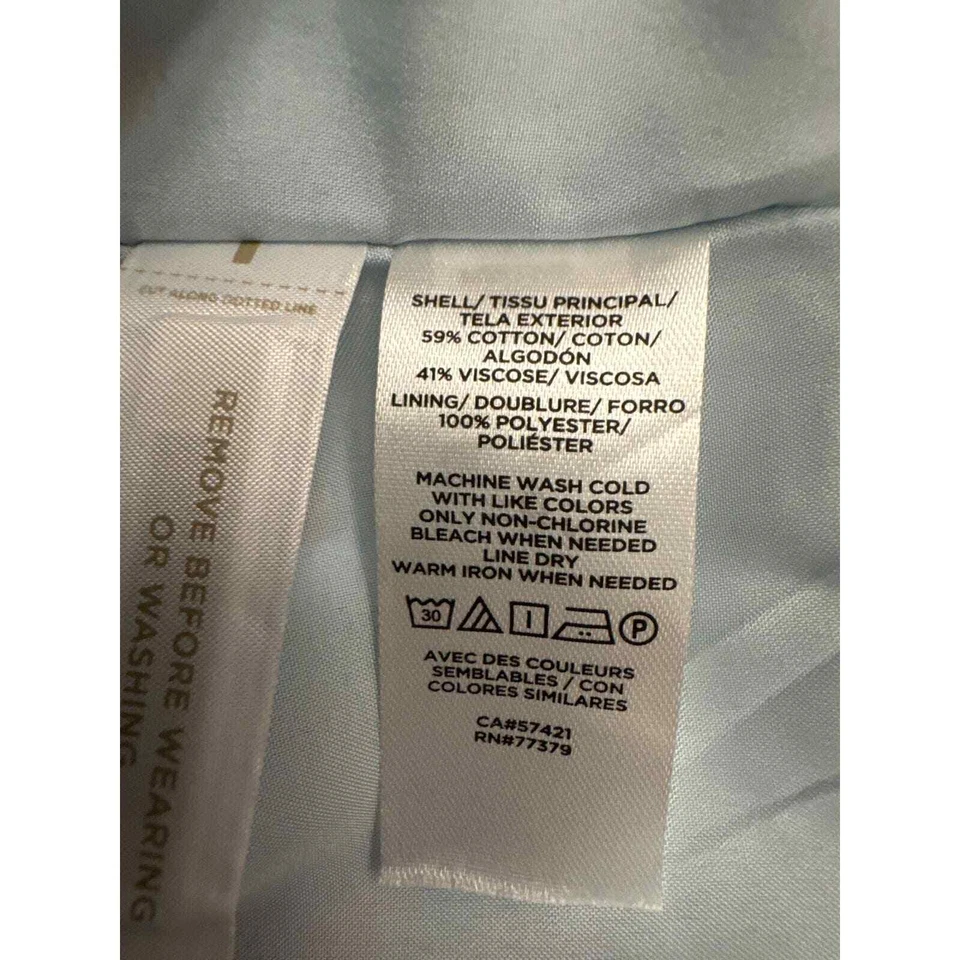 CUT ALONG DOTTED LINE
REMOVE BEFORE WEARING
OR WASHING
SHELL/ TISSU PRINCIPAL/
TELA EXTERIOR
59% COTTON/ COTON/
ALGODÓN
41% VISCOSE/ VISCOSA
LINING/ DOUBLURE/ FORRO
100% POLYESTER/
POLIÉSTER
MACHINE WASH COLD
WITH LIKE COLORS
ONLY NON-CHLORINE
BLEACH WHEN NEEDED
LINE DRY
WARM IRON WHEN NEEDED
30 P
AVEC DES COULEURS
SEMBLABLES / CON
COLORES SIMILARES
CA#57421
RN#77379